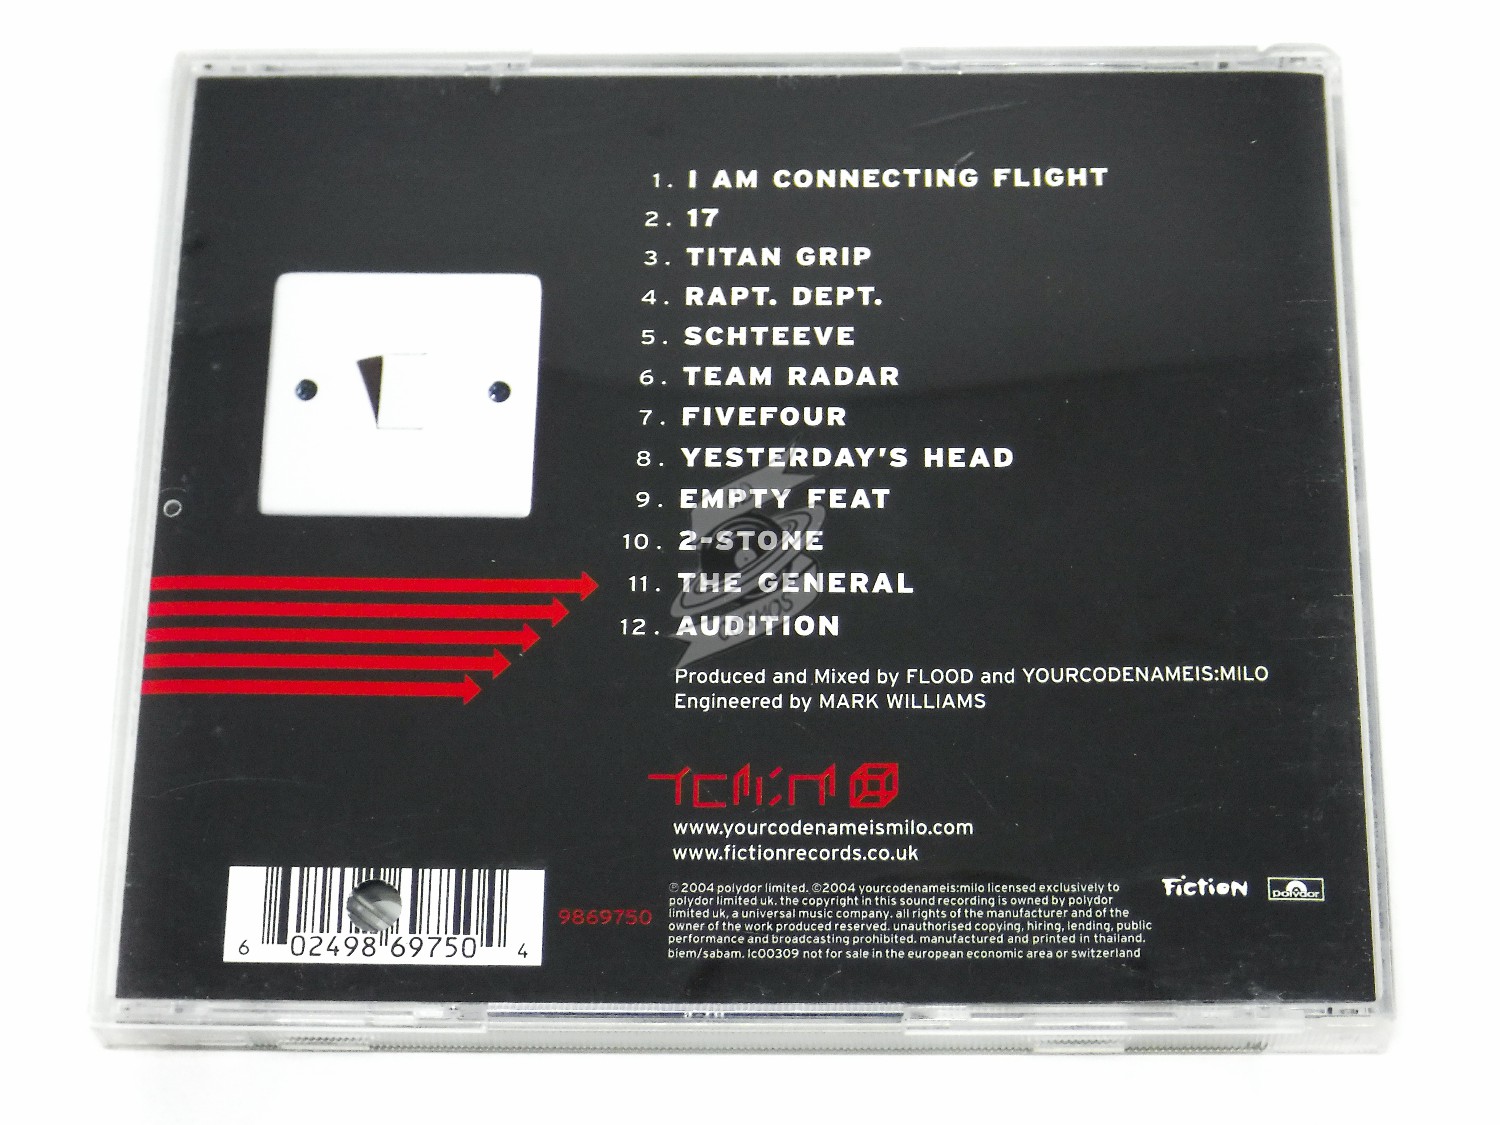 1. I AM CONNECTING FLIGHT
2. 17
3. TITAN GRIP
4. RAPT. DEPT.
5. SCHTEEVE
6. TEAM RADAR
7. FIVEFOUR
8. YESTERDAY'S HEAD
9. EMPTY FEAT
10. 2-STONE
11. THE GENERAL
12. AUDITION
Produced and Mixed by FLOOD and YOURCODENAMEIS:MILO
Engineered by MARK WILLIAMS
www.yourcodenameismilo.com
www.fictionrecords.co.uk
℗2004 polydor limited. ©2004 yourcodenameis:milo licensed exclusively to
polydor limited uk. the copyright in this sound recording is owned by polydor
limited uk, a universal music company. all rights of the manufacturer and of the
owner of the work produced reserved. unauthorised copying, hiring, lending, public
performance and broadcasting prohibited. manufactured and printed in thailand.
biem/sabam. lc00309 not for sale in the european economic area or switzerland
Fiction
polydor
9869750
6 02498 69750 4